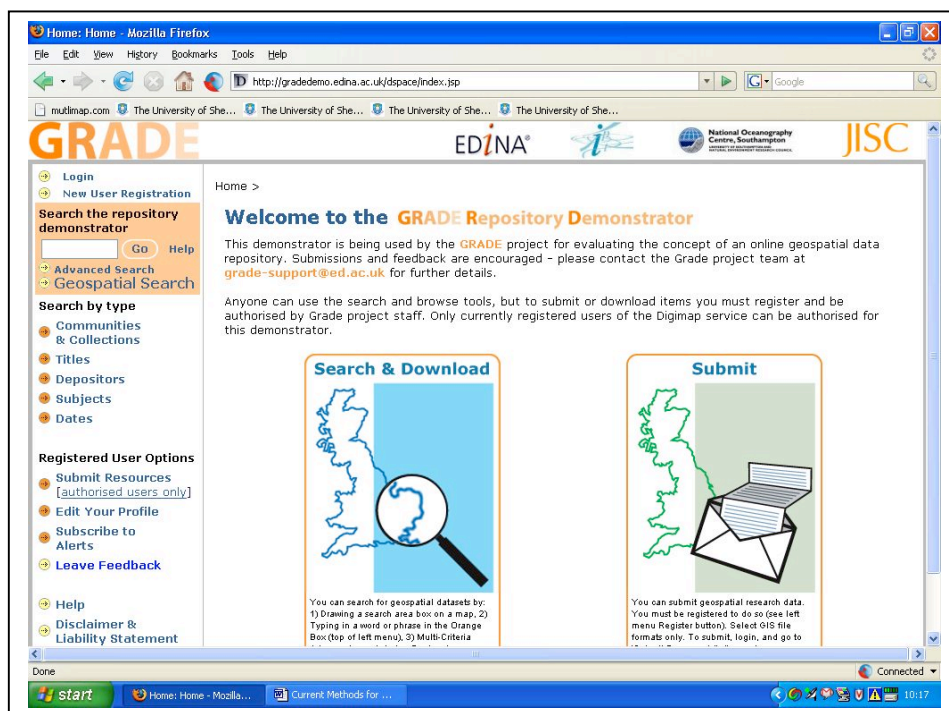 Home: Home - Mozilla Firefox
File Edit View History Bookmarks Tools Help
http://gradedemo.edina.ac.uk/dspace/index.jsp
Google
mutlimap.com The University of She... The University of She... The University of She... The University of She...
GRADE
EDINA®
National Oceanography
Centre, Southampton
JISC
Login
New User Registration
Search the repository
demonstrator
Go Help
Advanced Search
Geospatial Search
Search by type
Communities
& Collections
Titles
Depositors
Subjects
Dates
Registered User Options
Submit Resources
[authorised users only]
Edit Your Profile
Subscribe to
Alerts
Leave Feedback
Help
Disclaimer &
Liability Statement
Home >
Welcome to the GRADE Repository Demonstrator
This demonstrator is being used by the GRADE project for evaluating the concept of an online geospatial data
repository. Submissions and feedback are encouraged - please contact the Grade project team at
grade-support@ed.ac.uk for further details.
Anyone can use the search and browse tools, but to submit or download items you must register and be
authorised by Grade project staff. Only currently registered users of the Digimap service can be authorised for
this demonstrator.
Search & Download
You can search for geospatial datasets by:
1) Drawing a search area box on a map, 2)
Typing in a word or phrase in the Orange
Box (top of left menu), 3) Multi-Criteria
Submit
You can submit geospatial research data.
You must be registered to do so (see left
menu Register button). Select GIS file
formats only. To submit, login, and go to
Done
Connected
start
Home: Home - Mozilla...
Current Methods for ...
10:17